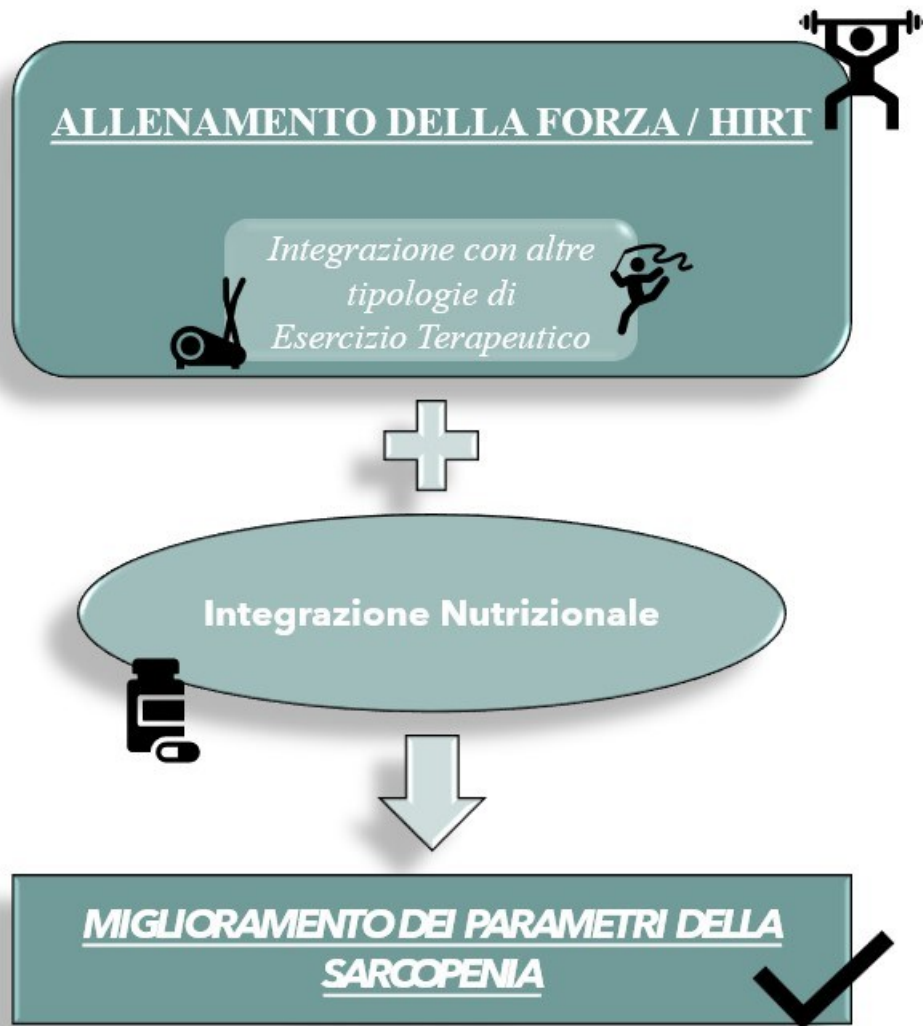 ALLENAMENTO DELLA FORZA / HIRT
Integrazione con altre
tipologie di
Esercizio Terapeutico
Integrazione Nutrizionale
MIGLIORAMENTO DEI PARAMETRI DELLA
SARCOPENIA